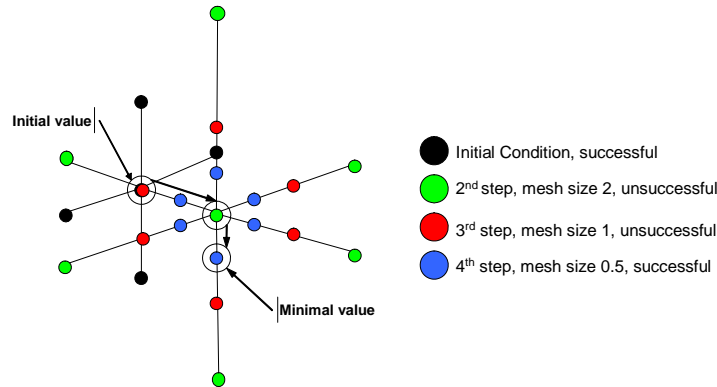 Initial value
Initial Condition, successful
2nd step, mesh size 2, unsuccessful
3rd step, mesh size 1, unsuccessful
4th step, mesh size 0.5, successful
Minimal value